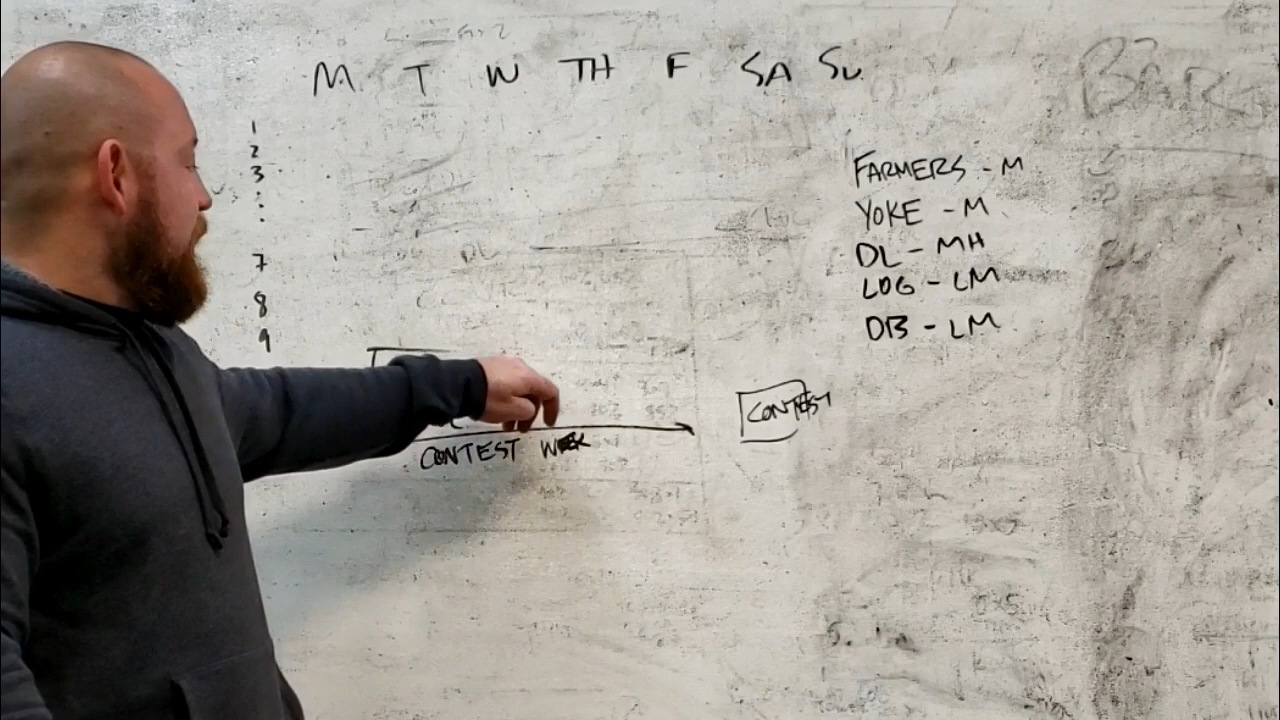 M T W TH F SA SU
1
2
3
7
8
9
FARMERS - M
YOKE - M
DL - MH
LOG - LM
DB - LM
CONTEST
CONTEST WEEK
BAR